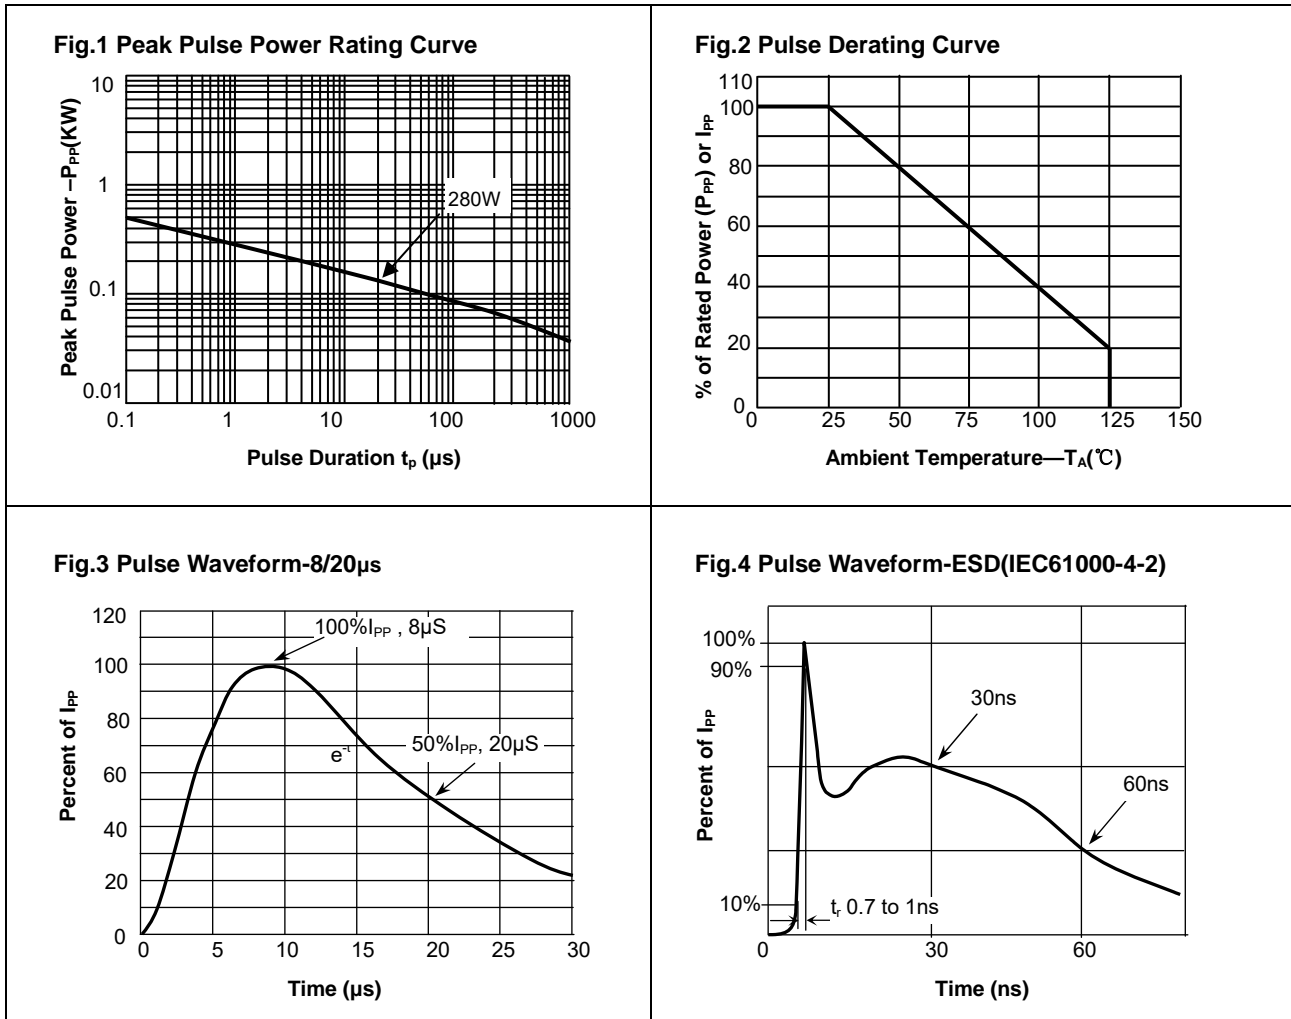 Fig.1 Peak Pulse Power Rating Curve
Peak Pulse Power –PPP(KW)
10
1
0.1
0.01
280W
0.1 1 10 100 1000
Pulse Duration tp (µs)
Fig.2 Pulse Derating Curve
% of Rated Power (PPP) or IPP
110
100
80
60
40
20
0
25 50 75 100 125 150
Ambient Temperature—TA(℃)
Fig.3 Pulse Waveform-8/20µs
Percent of IPP
120
100
80
60
40
20
0
100%IPP , 8µS
50%IPP, 20µS
e-t
0 5 10 15 20 25 30
Time (µs)
Fig.4 Pulse Waveform-ESD(IEC61000-4-2)
Percent of IPP
100%
90%
10%
30ns
60ns
tr 0.7 to 1ns
0 30 60
Time (ns)